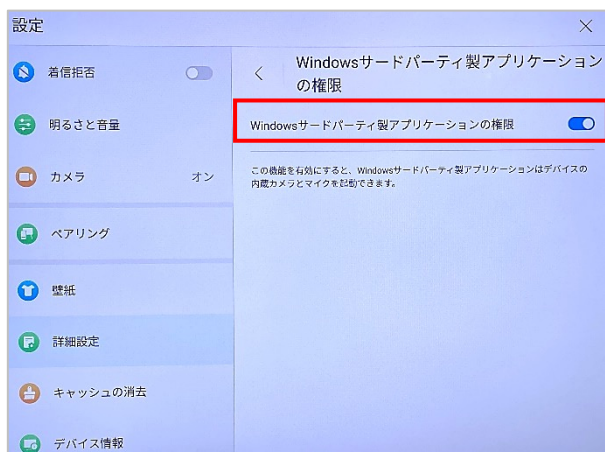 設定
着信拒否
明るさと音量
カメラ オン
ペアリング
壁紙
詳細設定
キャッシュの消去
デバイス情報
Windowsサードパーティ製アプリケーション
の権限
Windowsサードパーティ製アプリケーションの権限
この機能を有効にすると、Windowsサードパーティ製アプリケーションはデバイスの
内蔵カメラとマイクを起動できます。